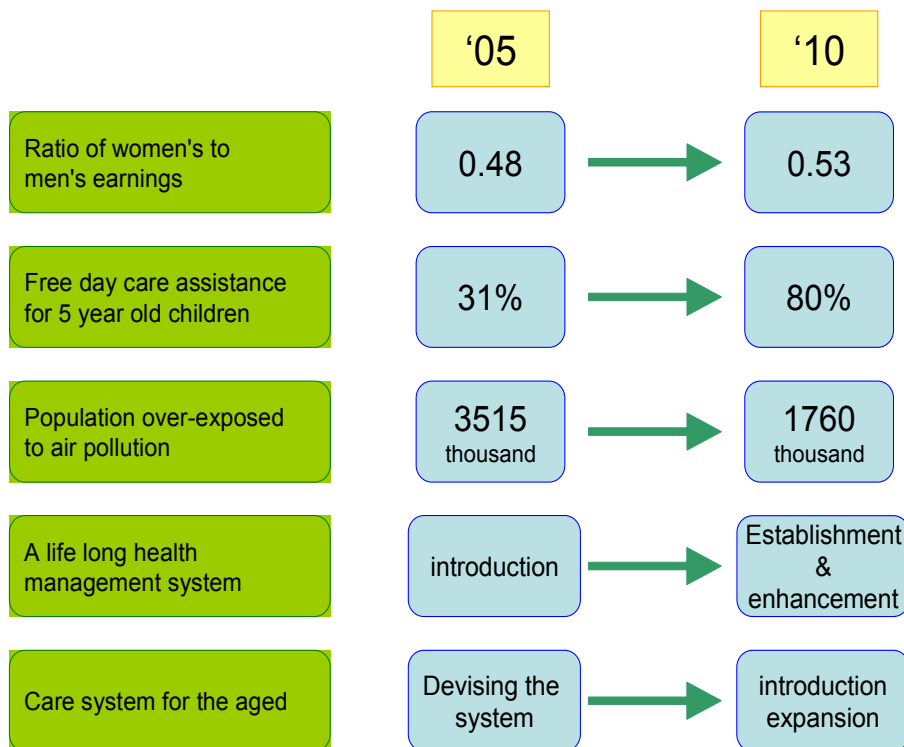 ‘05
‘10
Ratio of women's to
men's earnings
0.48
0.53
Free day care assistance
for 5 year old children
31%
80%
Population over-exposed
to air pollution
3515
thousand
1760
thousand
A life long health
management system
introduction
Establishment
&
enhancement
Care system for the aged
Devising the
system
introduction
expansion